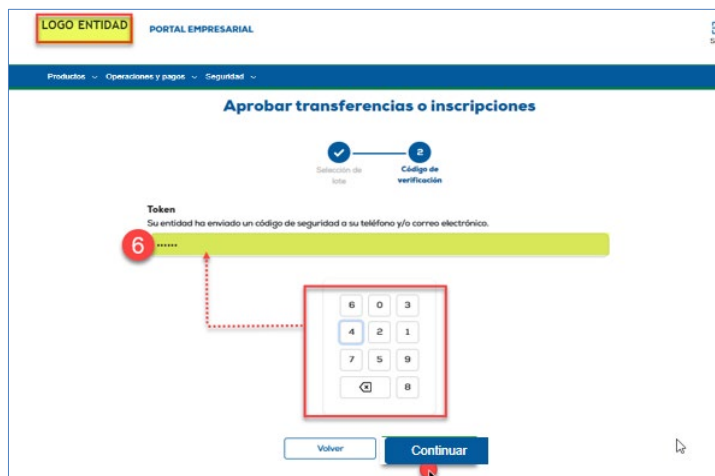 LOGO ENTIDAD
PORTAL EMPRESARIAL
Productos Operaciones y pagos Seguridad
Aprobar transferencias o inscripciones
2
Selección de lote
Código de verificación
Token
Su entidad ha enviado un código de seguridad a su teléfono y/o correo electrónico.
6 ······
6 0 3
4 2 1
7 5 9
8
Volver Continuar